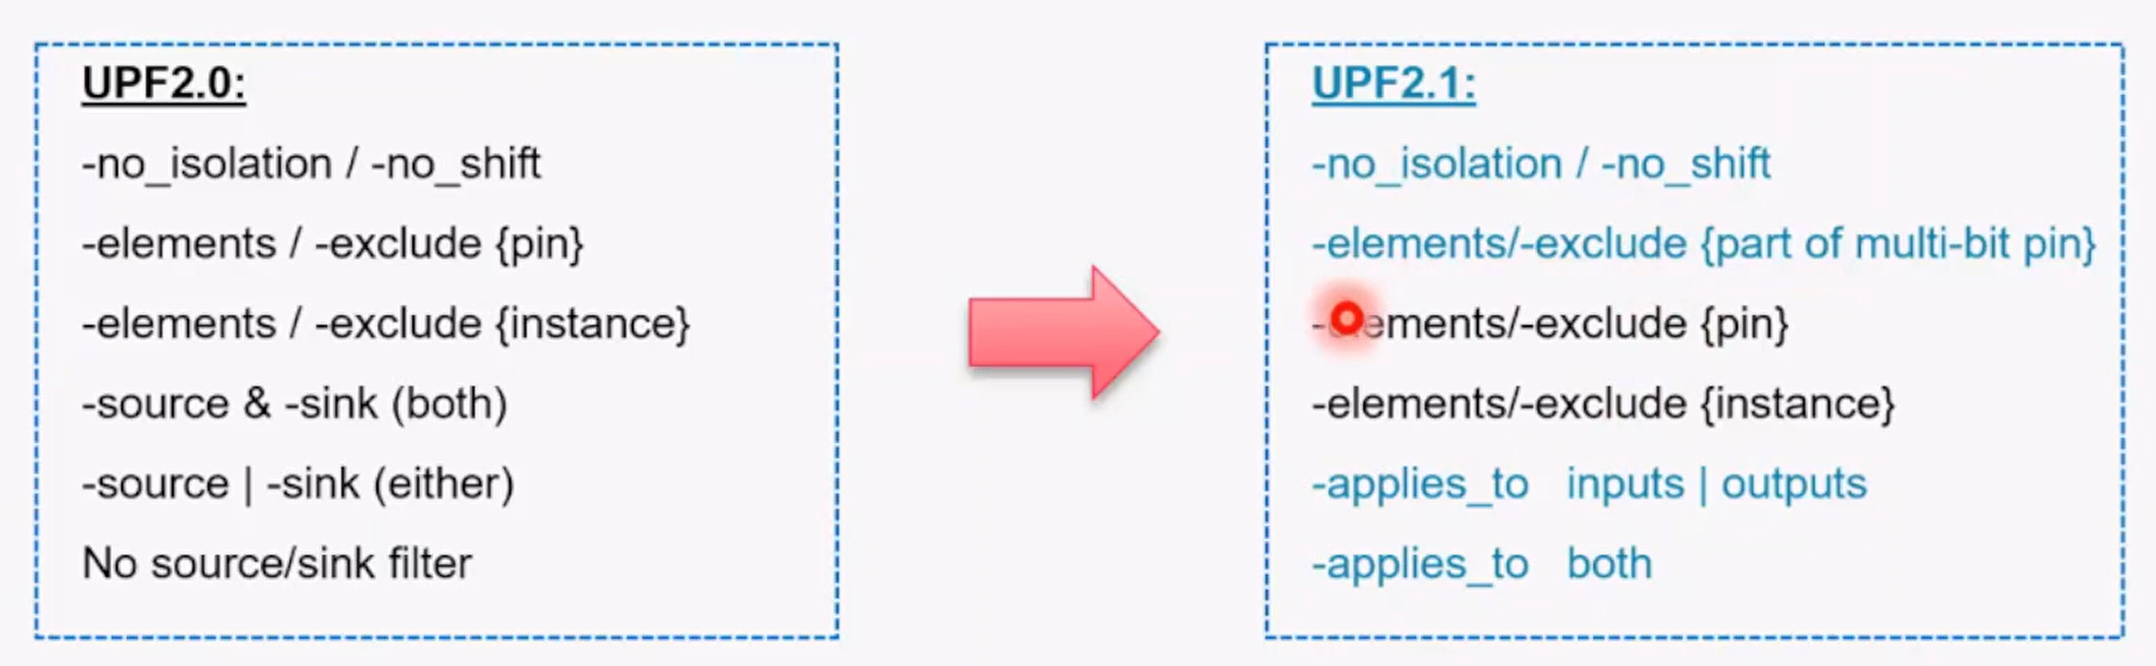 UPF2.0:
-no_isolation / -no_shift
-elements / -exclude {pin}
-elements / -exclude {instance}
-source & -sink (both)
-source | -sink (either)
No source/sink filter
UPF2.1:
-no_isolation / -no_shift
-elements/-exclude {part of multi-bit pin}
-elements/-exclude {pin}
-elements/-exclude {instance}
-applies_to inputs | outputs
-applies_to both